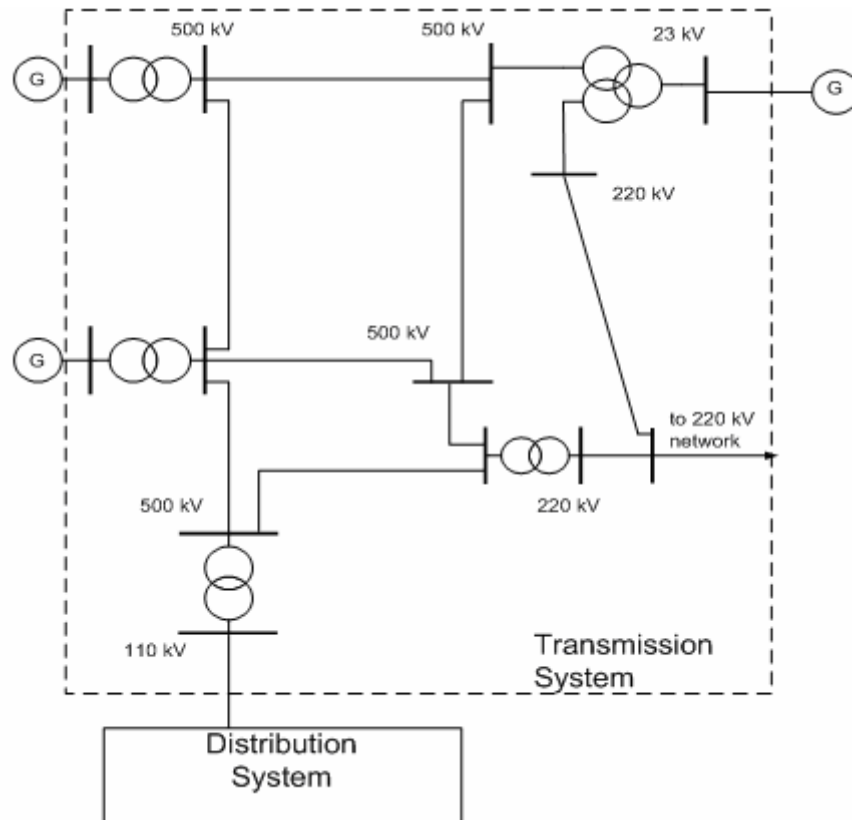 500 kV
500 kV
23 kV
G
G
220 kV
500 kV
G
to 220 kV
network
500 kV
220 kV
110 kV
Transmission
System
Distribution
System